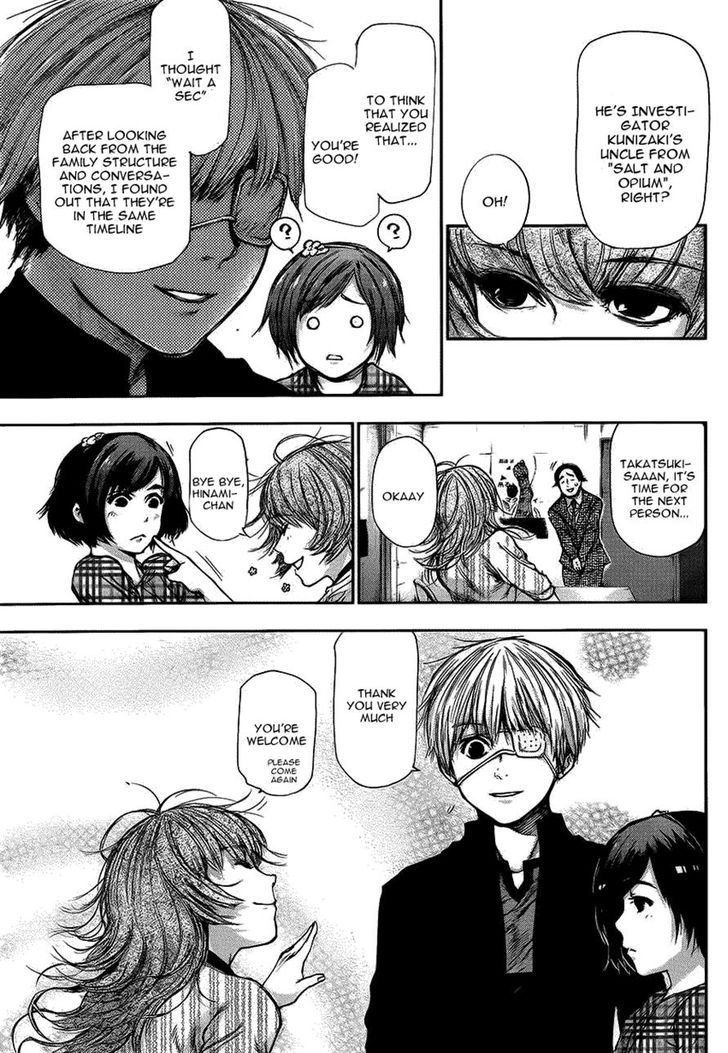 HE'S INVESTI-
GATOR
KUNIZAKI'S
UNCLE FROM
"SALT AND
OPIUM",
RIGHT?
OH!
TO THINK
THAT YOU
REALIZED
THAT...
YOU'RE
GOOD!
I
THOUGHT
"WAIT A
SEC"
AFTER LOOKING
BACK FROM THE
FAMILY STRUCTURE
AND CONVERSA-
TIONS, I FOUND
OUT THAT THEY'RE
IN THE SAME
TIMELINE
?
?
TAKATSUKI-
SAAAN, IT'S
TIME FOR
THE NEXT
PERSON...
OKAAY
BYE BYE,
HINAMI-
CHAN
THANK
YOU VERY
MUCH
YOU'RE
WELCOME
PLEASE
COME
AGAIN